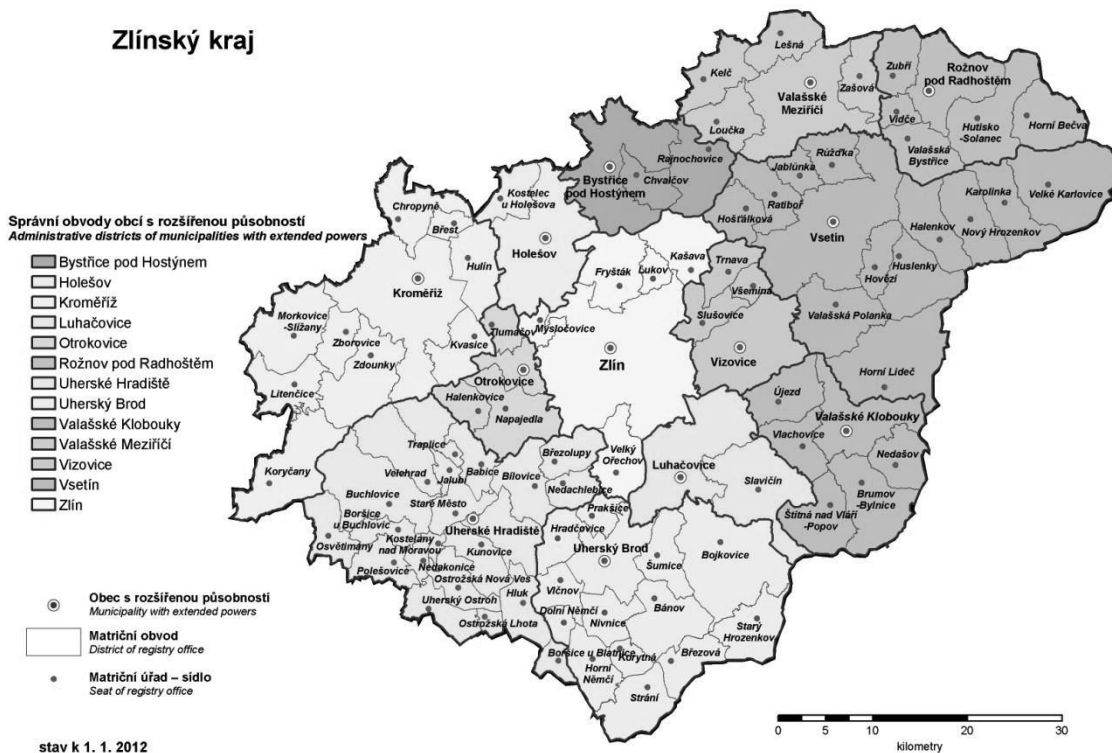 Zlínský kraj
Správní obvody obcí s rozšířenou působností
Administrative districts of municipalities with extended powers
Bystřice pod Hostýnem
Holešov
Kroměříž
Luhačovice
Otrokovice
Rožnov pod Radhoštěm
Uherské Hradiště
Uherský Brod
Valašské Klobouky
Valašské Meziříčí
Vizovice
Vsetín
Zlín
Obec s rozšířenou působností
Municipality with extended powers
Matriční obvod
District of registry office
Matriční úřad – sídlo
Seat of registry office
stav k 1. 1. 2012
Lešná
Kelč
Zašová
Valašské
Meziříčí
Loučka
Zubří
Rožnov
pod Radhoštěm
Vidče
Hutisko
-Solanec
Horní Bečva
Valašská
Bystřice
Rajnochovice
Bystřice
pod Hostýnem
Chvalčov
Růžďka
Jablůnka
Ratiboř
Hošťálková
Vsetín
Karolinka
Velké Karlovice
Halenkov
Nový Hrozenkov
Huslenky
Hovězí
Valašská Polanka
Horní Lideč
Kostelec
u Holešova
Holešov
Chropyně
Břest
Hulín
Kroměříž
Morkovice
-Slížany
Zborovice
Zdounky
Kvasice
Litenčice
Koryčany
Kašava
Fryšták
Lukov
Mysločovice
Zlín
Velký
Ořechov
Trnava
Všemina
Slušovice
Vizovice
Tlumačov
Otrokovice
Halenkovice
Napajedla
Újezd
Valašské Klobouky
Vlachovice
Nedašov
Brumov
-Bylnice
Štítná nad Vláří
-Popov
Luhačovice
Slavičín
Traplice
Velehrad
Jalubí
Babice
Bílovice
Březolupy
Nedachlebice
Buchlovice
Staré Město
Boršice
u Buchlovic
Uherské Hradiště
Osvětimany
Kostelany
nad Moravou
Kunovice
Polešovice
Nedakonice
Ostrožská Nová Ves
Uherský Ostroh
Hluk
Ostrožská Lhota
Boršice u Blatnice
Prakšice
Hradčovice
Uherský Brod
Šumice
Bojkovice
Vlčnov
Bánov
Dolní Němčí
Nivnice
Starý
Hrozenkov
Korytná
Březová
Horní
Němčí
Strání
0 5 10 20 30
kilometry